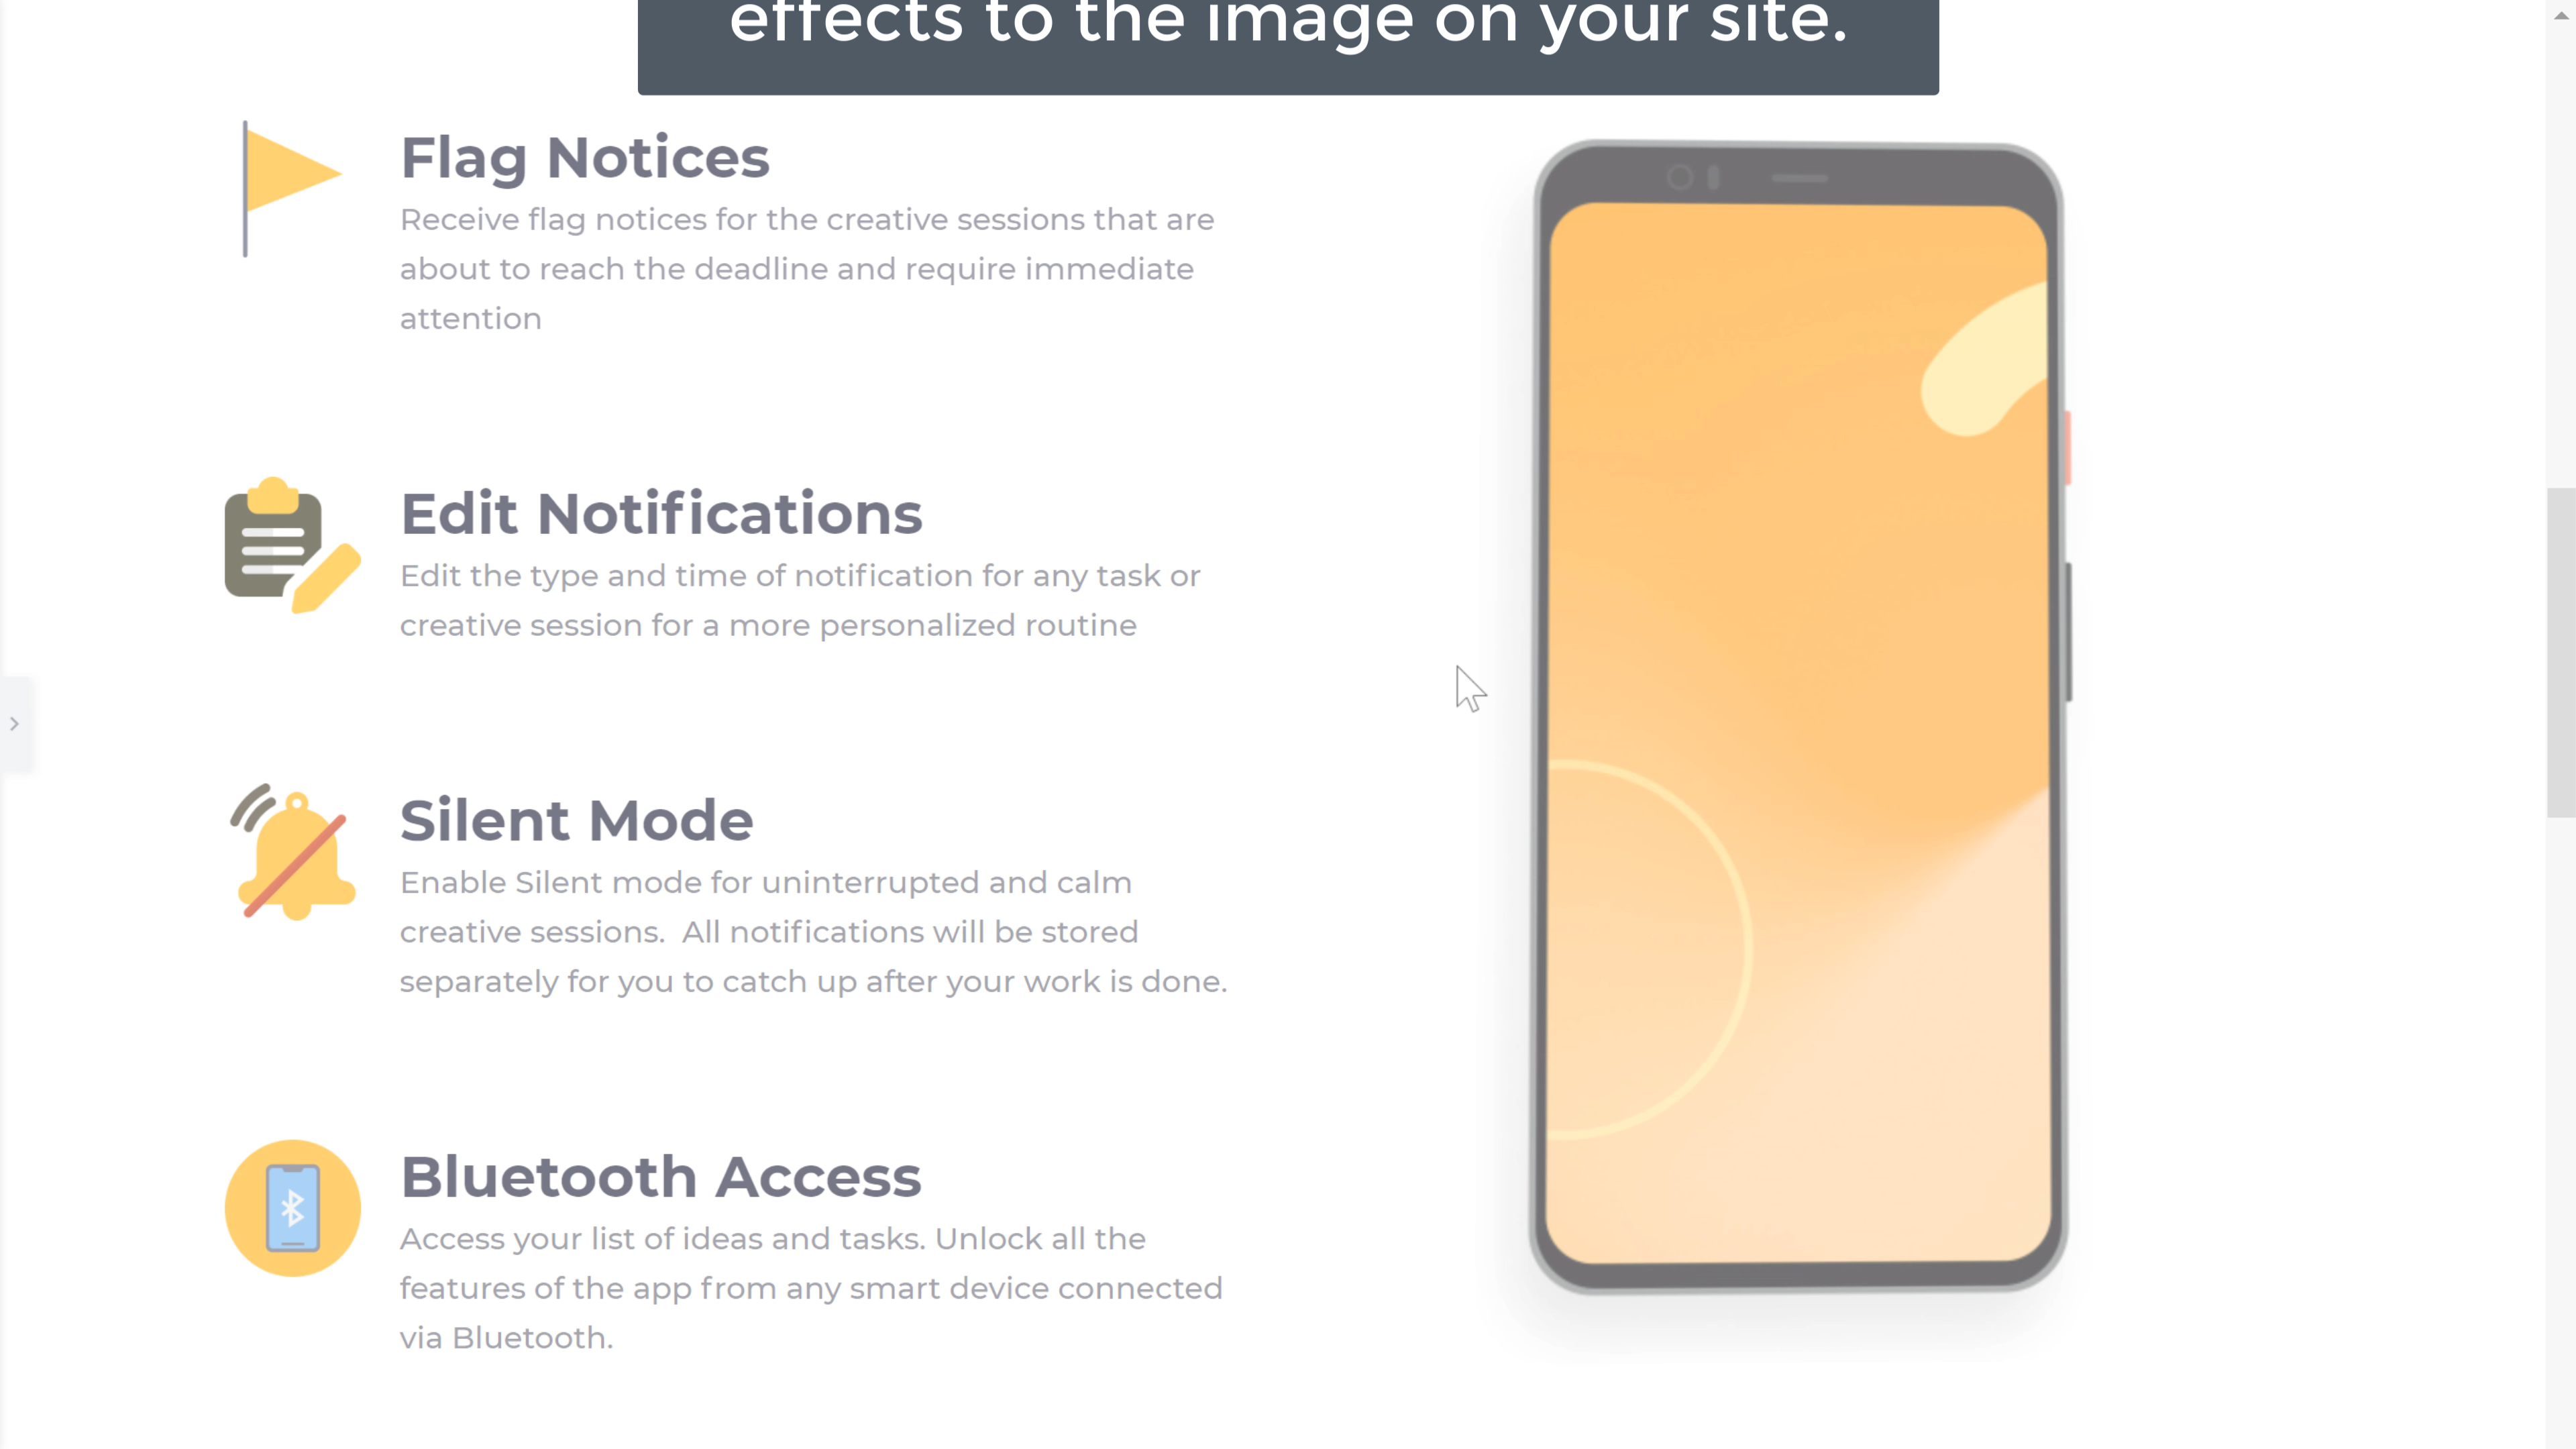 effects to the image on your site.
Flag Notices
Receive flag notices for the creative sessions that are
about to reach the deadline and require immediate
attention
Edit Notifications
Edit the type and time of notification for any task or
creative session for a more personalized routine
Silent Mode
Enable Silent mode for uninterrupted and calm
creative sessions.  All notifications will be stored
separately for you to catch up after your work is done.
Bluetooth Access
Access your list of ideas and tasks. Unlock all the
features of the app from any smart device connected
via Bluetooth.